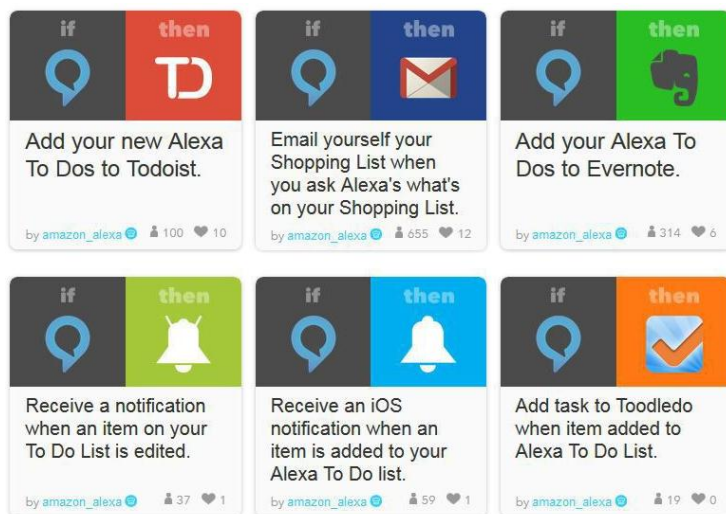 if then
Add your new Alexa
To Dos to Todoist.
by amazon_alexa 100 10
if then
Email yourself your
Shopping List when
you ask Alexa's what's
on your Shopping List.
by amazon_alexa 655 12
if then
Add your Alexa To
Dos to Evernote.
by amazon_alexa 314 6
if then
Receive a notification
when an item on your
To Do List is edited.
by amazon_alexa 37 1
if then
Receive an iOS
notification when an
item is added to your
Alexa To Do list.
by amazon_alexa 59 1
if then
Add task to Toodledo
when item added to
Alexa To Do List.
by amazon_alexa 19 0